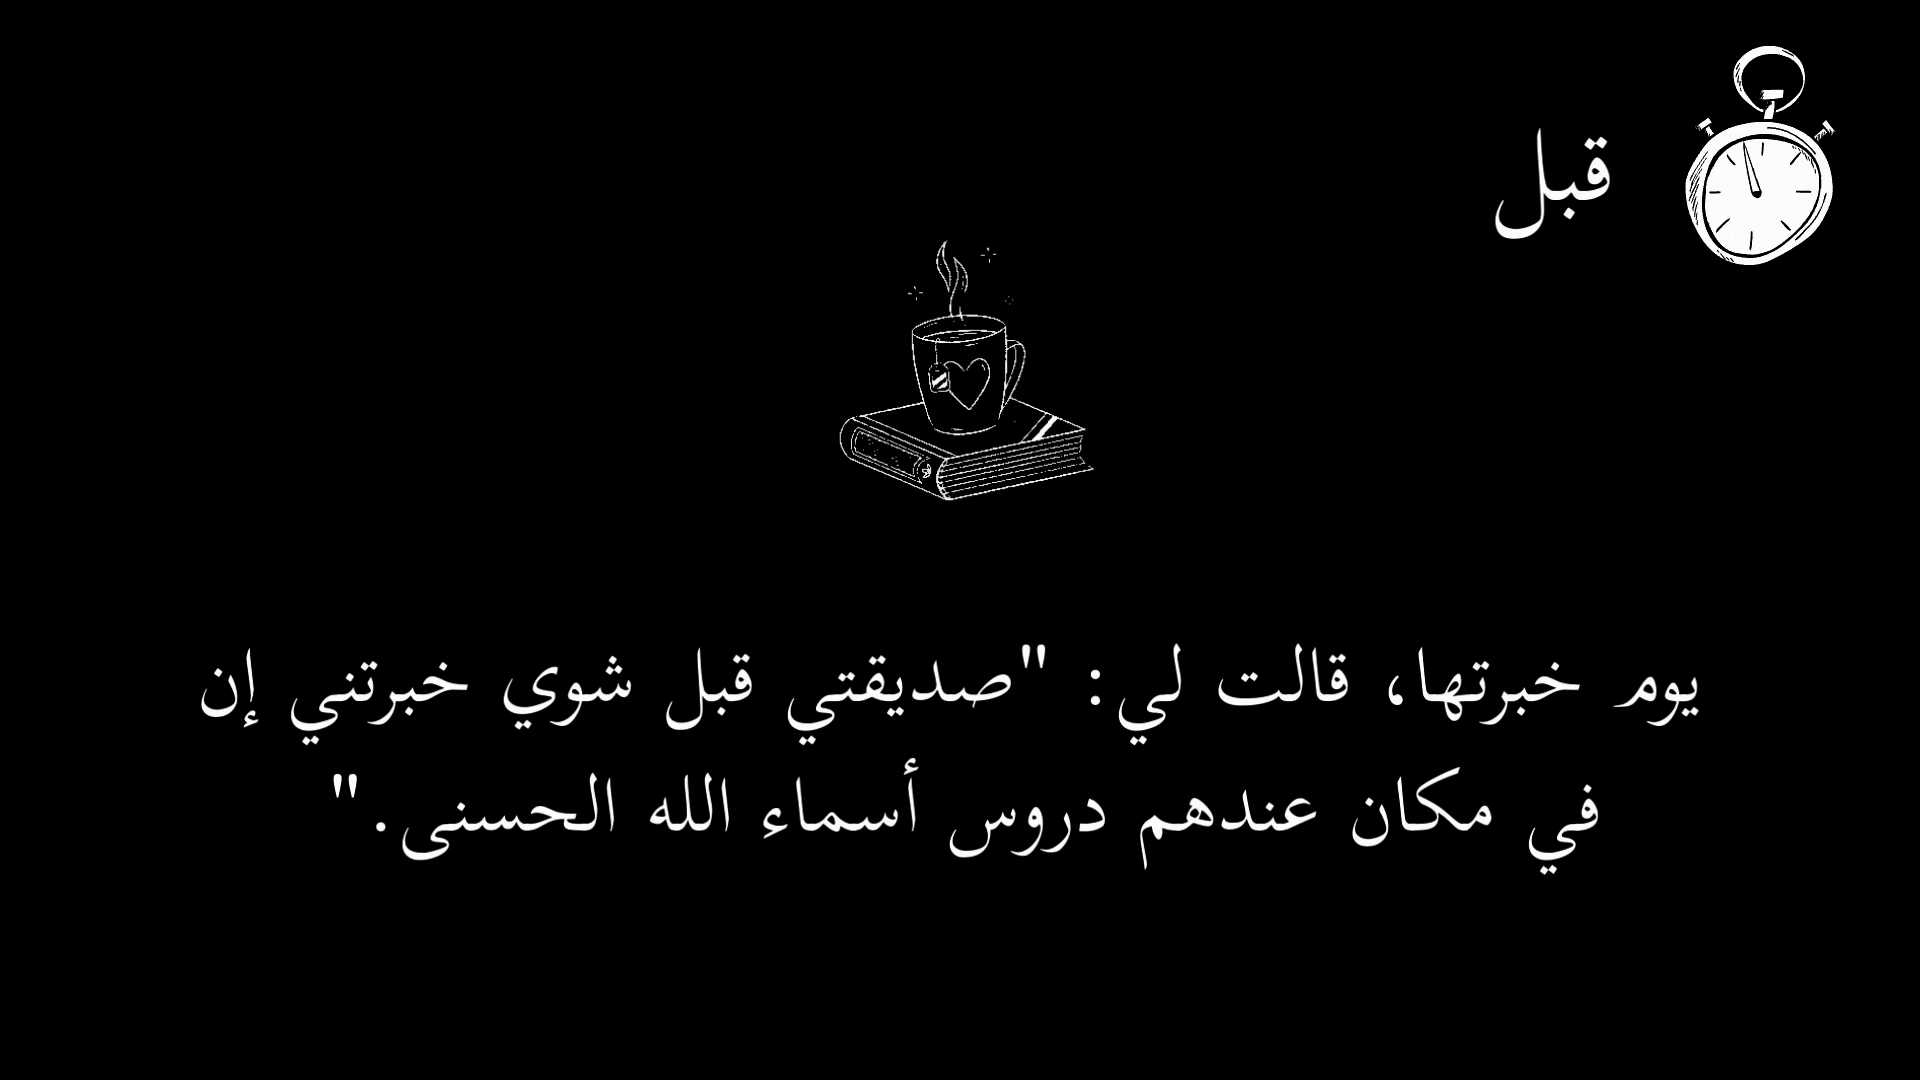 قبل
يوم خبرتها، قالت لي: "صديقتي قبل شوي خبرتني إن
في مكان عندهم دروس أسماء الله الحسنى."